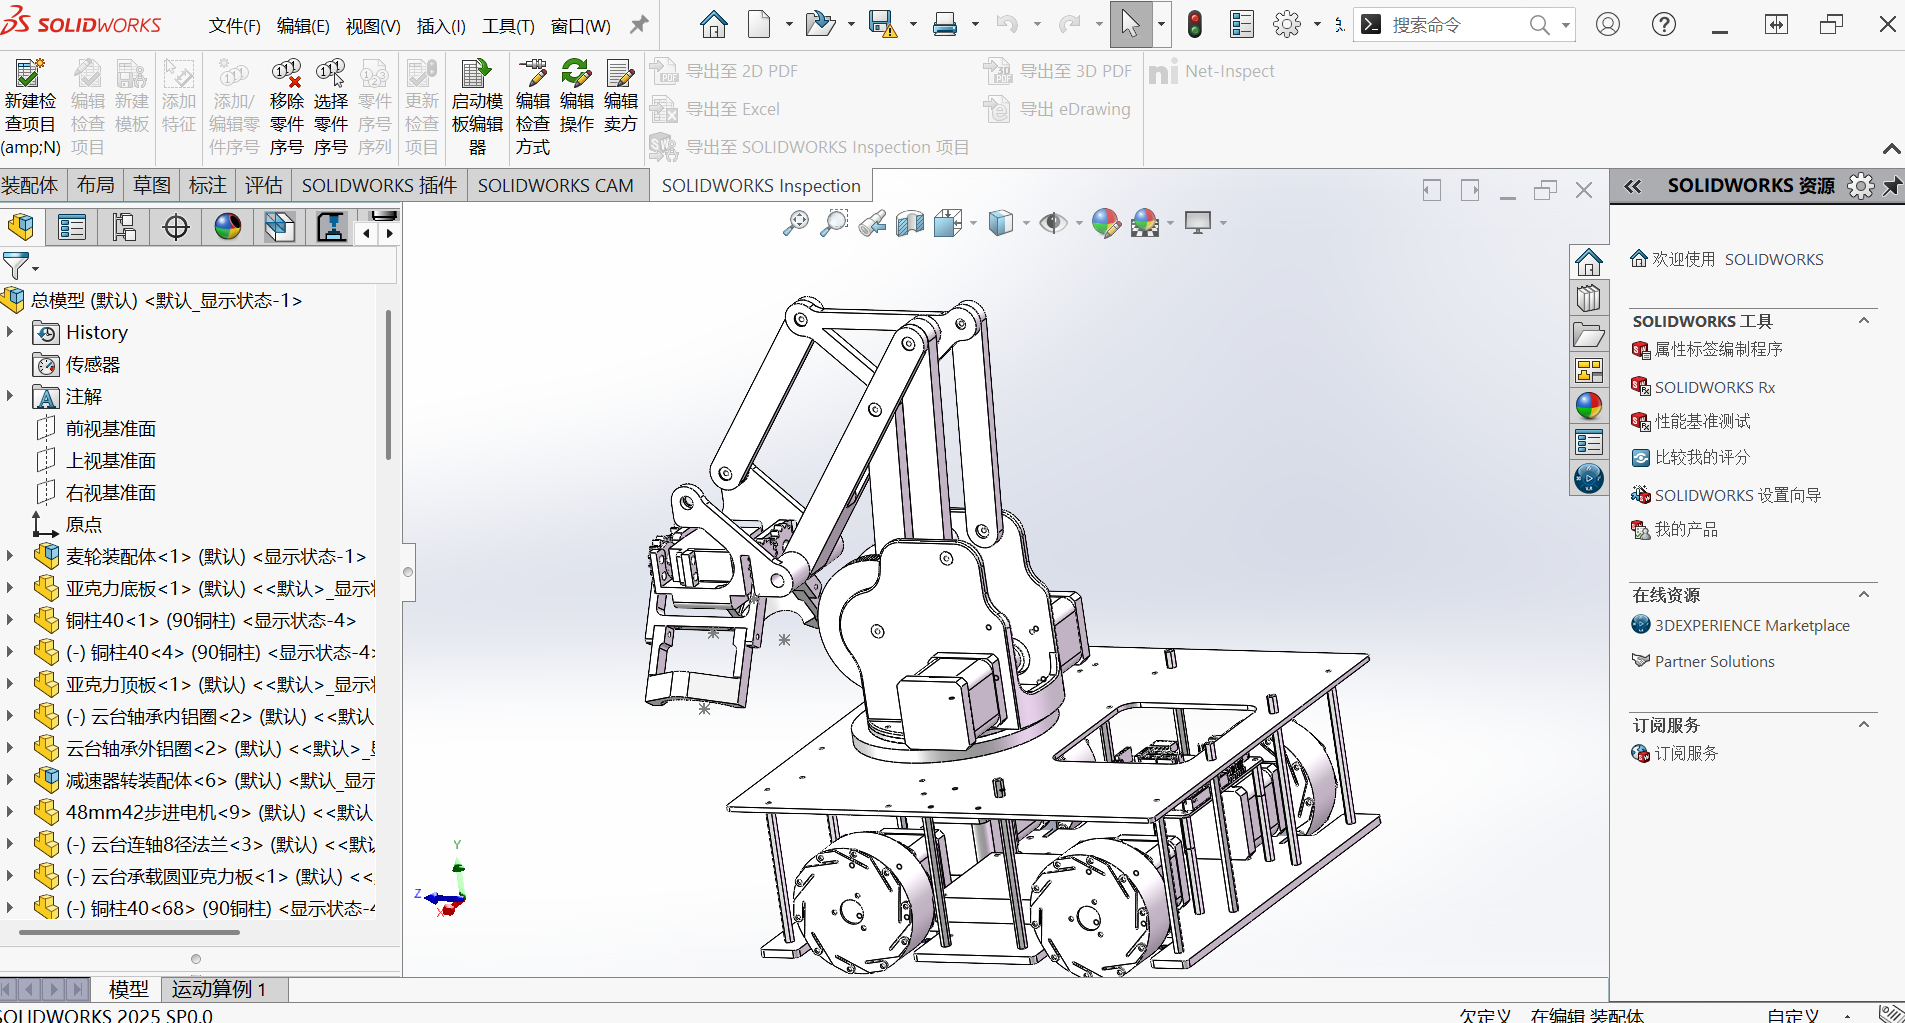 SOLIDWORKS 文件(F) 编辑(E) 视图(V) 插入(I) 工具(T) 窗口(W) 搜索命令
新建检查项目(amp;N)
编辑检查项目
新建模板
添加特征
添加/编辑零件序号
移除零件序号
选择零件序号
零件序号序列
更新检查项目
启动模板编辑器
编辑检查方式
编辑操作
编辑卖方
导出至 2D PDF
导出至 Excel
导出至 SOLIDWORKS Inspection 项目
导出至 3D PDF
导出 eDrawing
Net-Inspect
装配体 布局 草图 标注 评估 SOLIDWORKS 插件 SOLIDWORKS CAM SOLIDWORKS Inspection
总模型 (默认) <默认_显示状态-1>
History
传感器
注解
前视基准面
上视基准面
右视基准面
原点
麦轮装配体<1> (默认) <显示状态-1>
亚克力底板<1> (默认) <<默认>_显示
铜柱40<1> (90铜柱) <显示状态-4>
(-) 铜柱40<4> (90铜柱) <显示状态-4>
亚克力顶板<1> (默认) <<默认>_显示
(-) 云台轴承内铝圈<2> (默认) <<默认
云台轴承外铝圈<2> (默认) <<默认>_
减速器转装配体<6> (默认) <默认_显示
48mm42步进电机<9> (默认) <<默认
(-) 云台连轴8径法兰<3> (默认) <<默认
(-) 云台承载圆亚克力板<1> (默认) <<
(-) 铜柱40<68> (90铜柱) <显示状态-4
Y
Z
X
SOLIDWORKS 资源
欢迎使用 SOLIDWORKS
SOLIDWORKS 工具
属性标签编制程序
SOLIDWORKS Rx
性能基准测试
比较我的评分
SOLIDWORKS 设置向导
我的产品
在线资源
3DEXPERIENCE Marketplace
Partner Solutions
订阅服务
订阅服务
模型 运动算例 1
SOLIDWORKS 2025 SP0.0 欠定义 在编辑 装配体 自定义